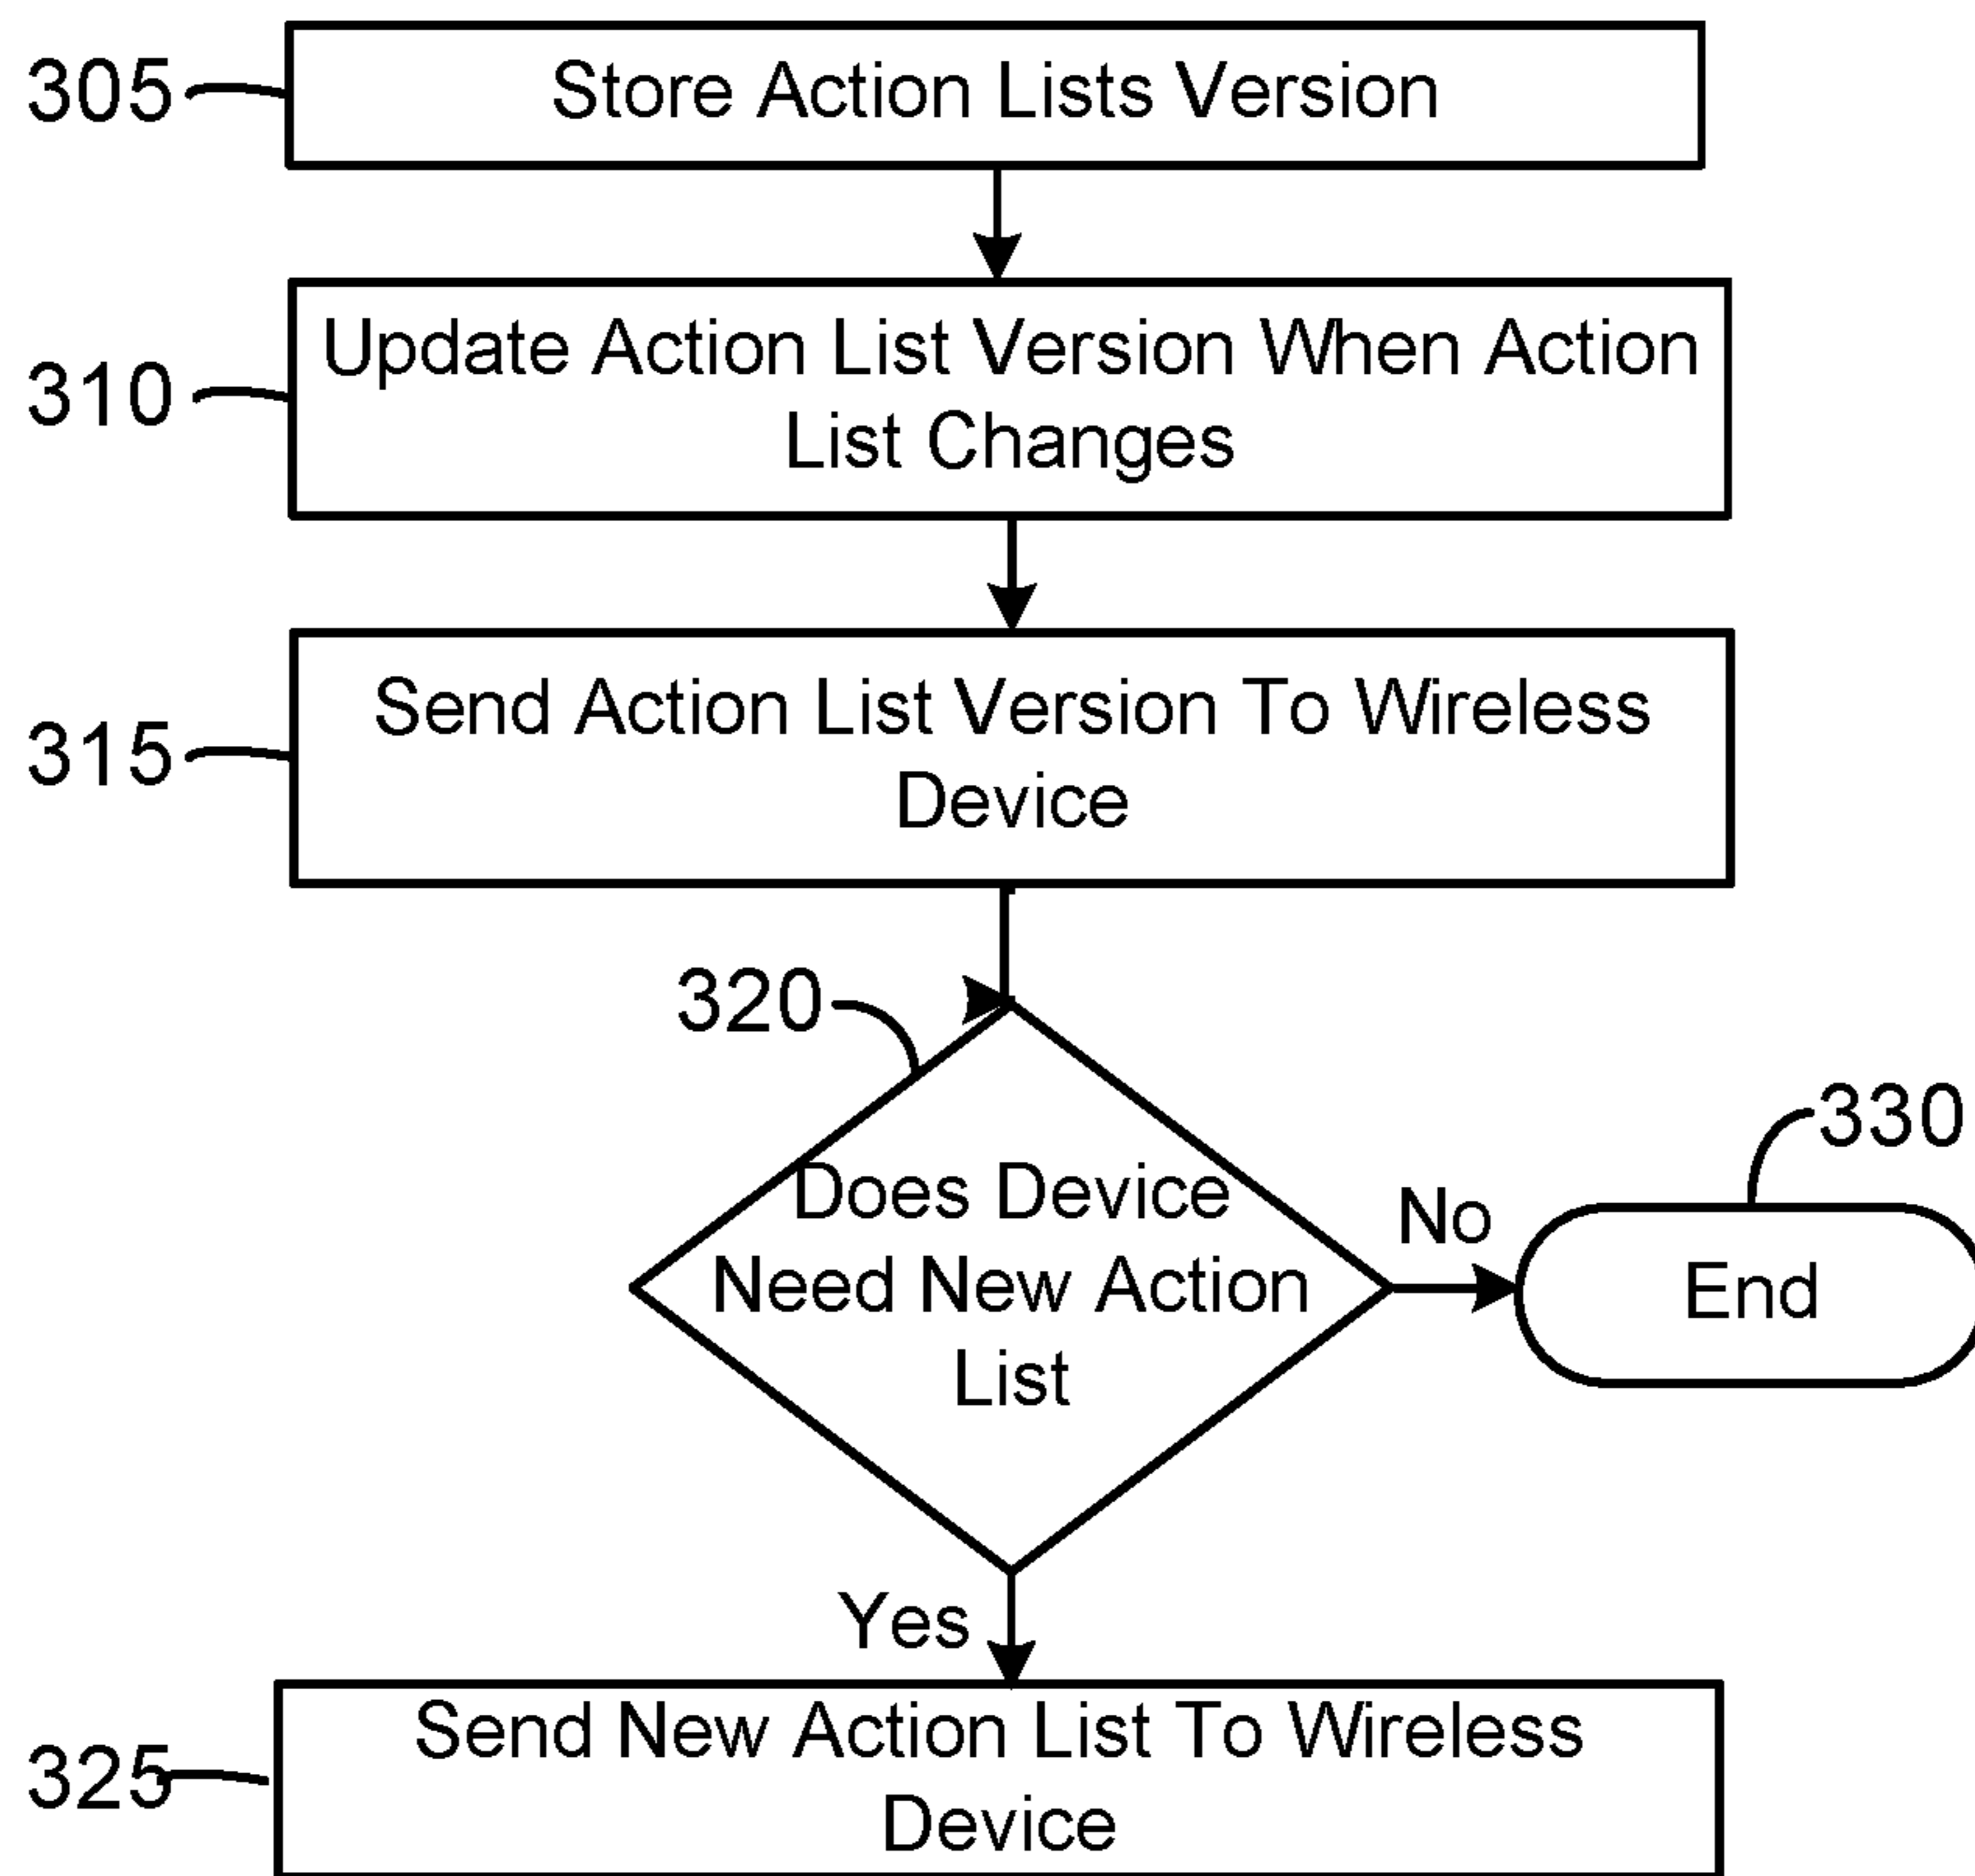 305
Store Action Lists Version
310
Update Action List Version When Action
List Changes
315
Send Action List Version To Wireless
Device
320
Does Device
Need New Action
List
No
330
End
Yes
325
Send New Action List To Wireless
Device